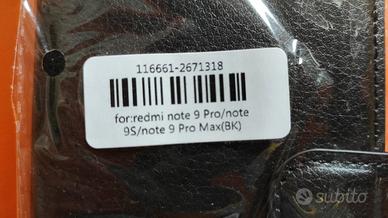 116661-2671318
for:redmi note 9 Pro/note
9S/note 9 Pro Max(BK)
subito